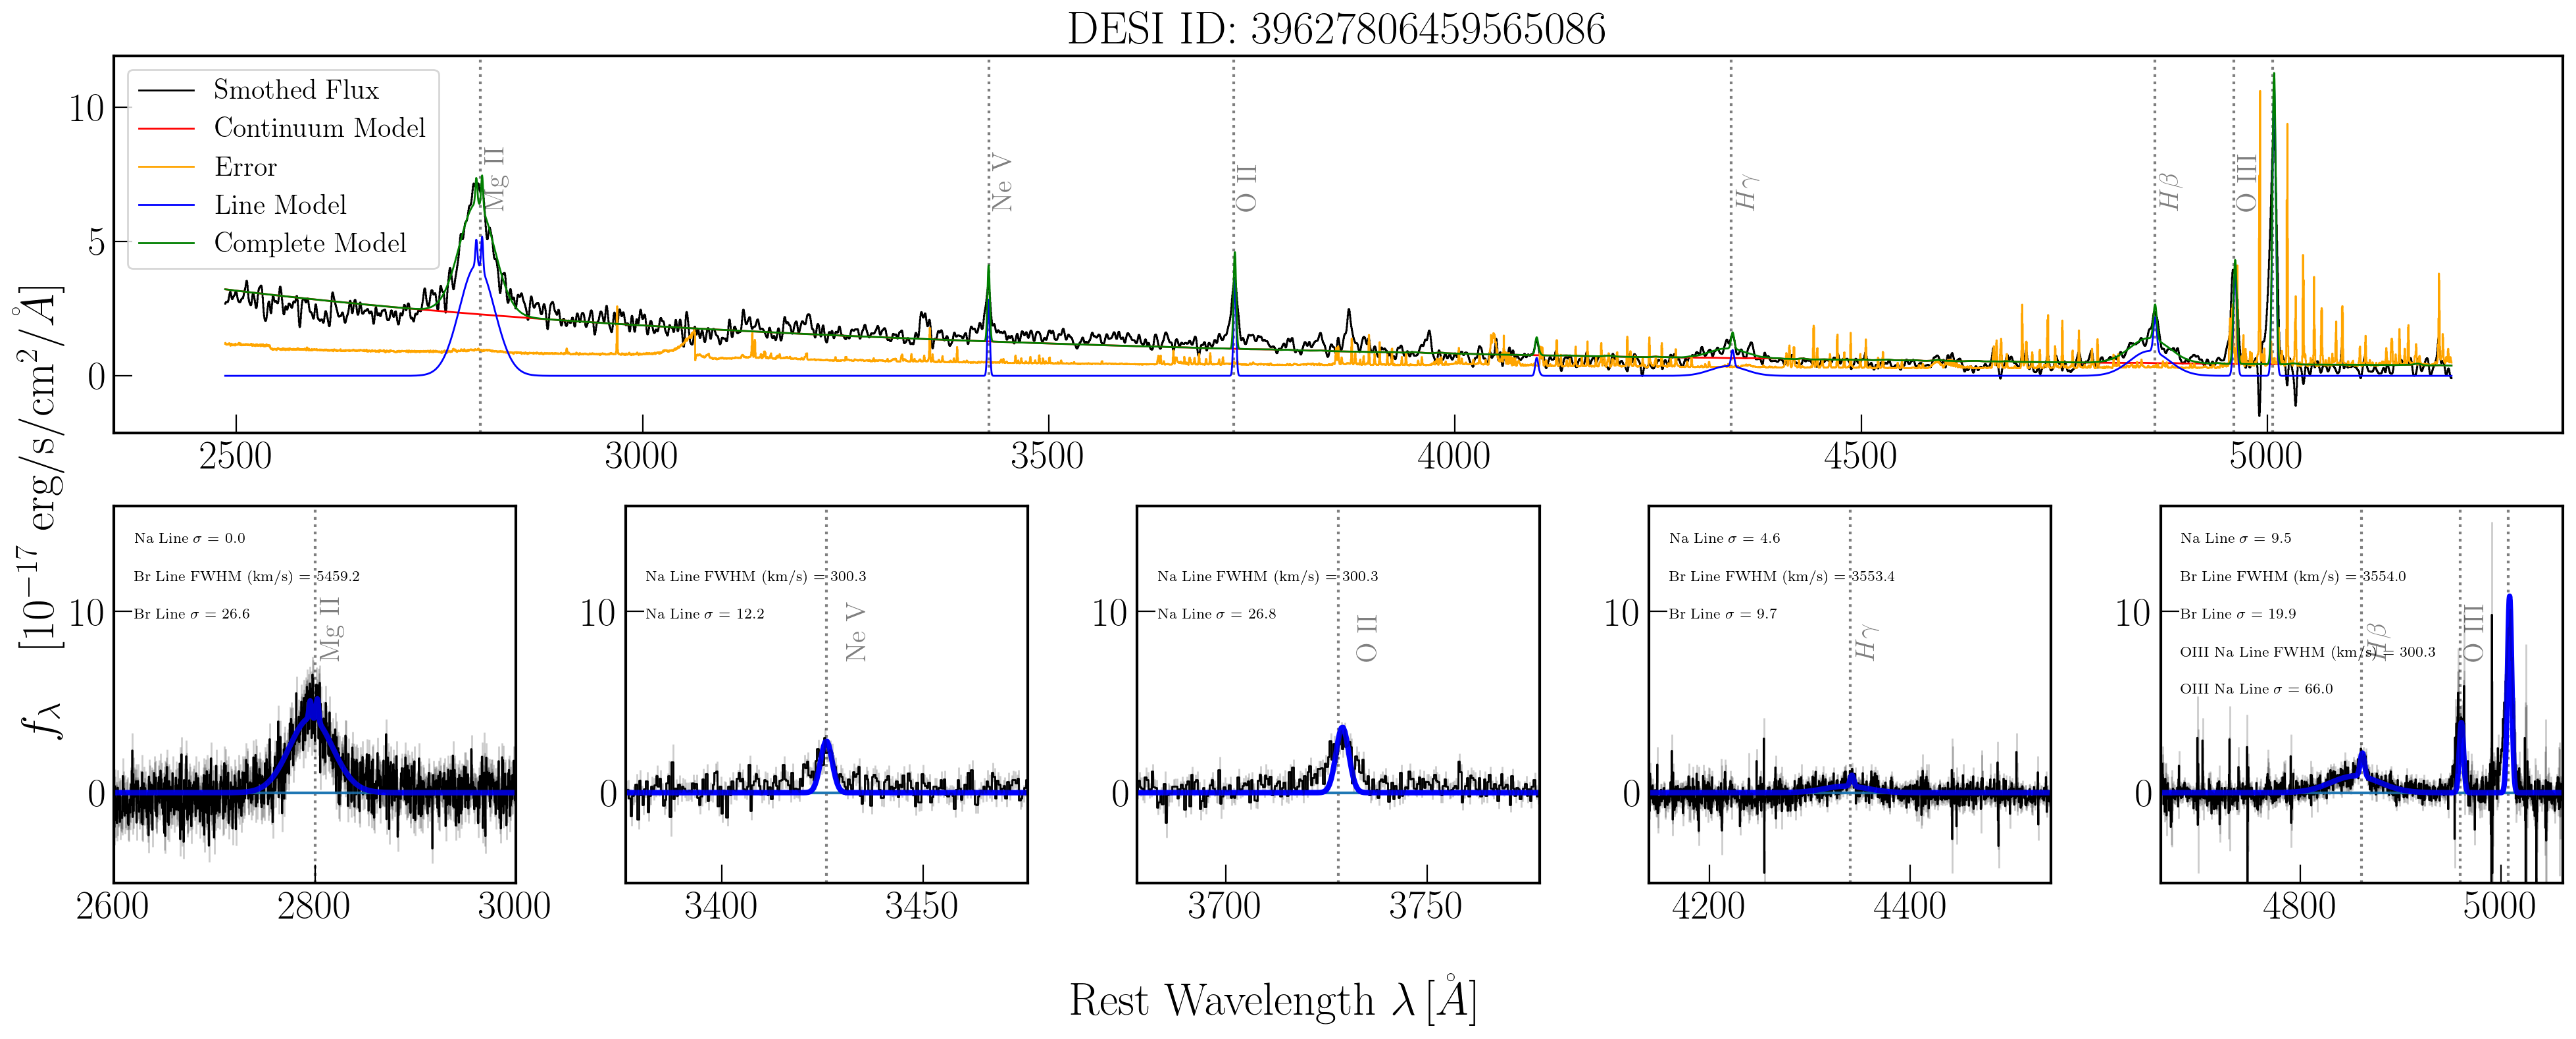 DESI ID: 39627806459565086
Smothed Flux
Continuum Model
Error
Line Model
Complete Model
Mg II
Ne V
O II
Hγ
Hβ
O III
10
5
0
2500 3000 3500 4000 4500 5000
f_λ [10^{-17} erg/s/cm^2/Å]
Na Line σ = 0.0
Br Line FWHM (km/s) = 5459.2
Br Line σ = 26.6
Mg II
10
0
2600 2800 3000
Na Line FWHM (km/s) = 300.3
Na Line σ = 12.2
Ne V
10
0
3400 3450
Na Line FWHM (km/s) = 300.3
Na Line σ = 26.8
O II
10
0
3700 3750
Na Line σ = 4.6
Br Line FWHM (km/s) = 3553.4
Br Line σ = 9.7
Hγ
10
0
4200 4400
Na Line σ = 9.5
Br Line FWHM (km/s) = 3554.0
Br Line σ = 19.9
OIII Na Line FWHM (km/s) = 300.3
OIII Na Line σ = 66.0
Hβ
O III
10
0
4800 5000
Rest Wavelength λ [Å]